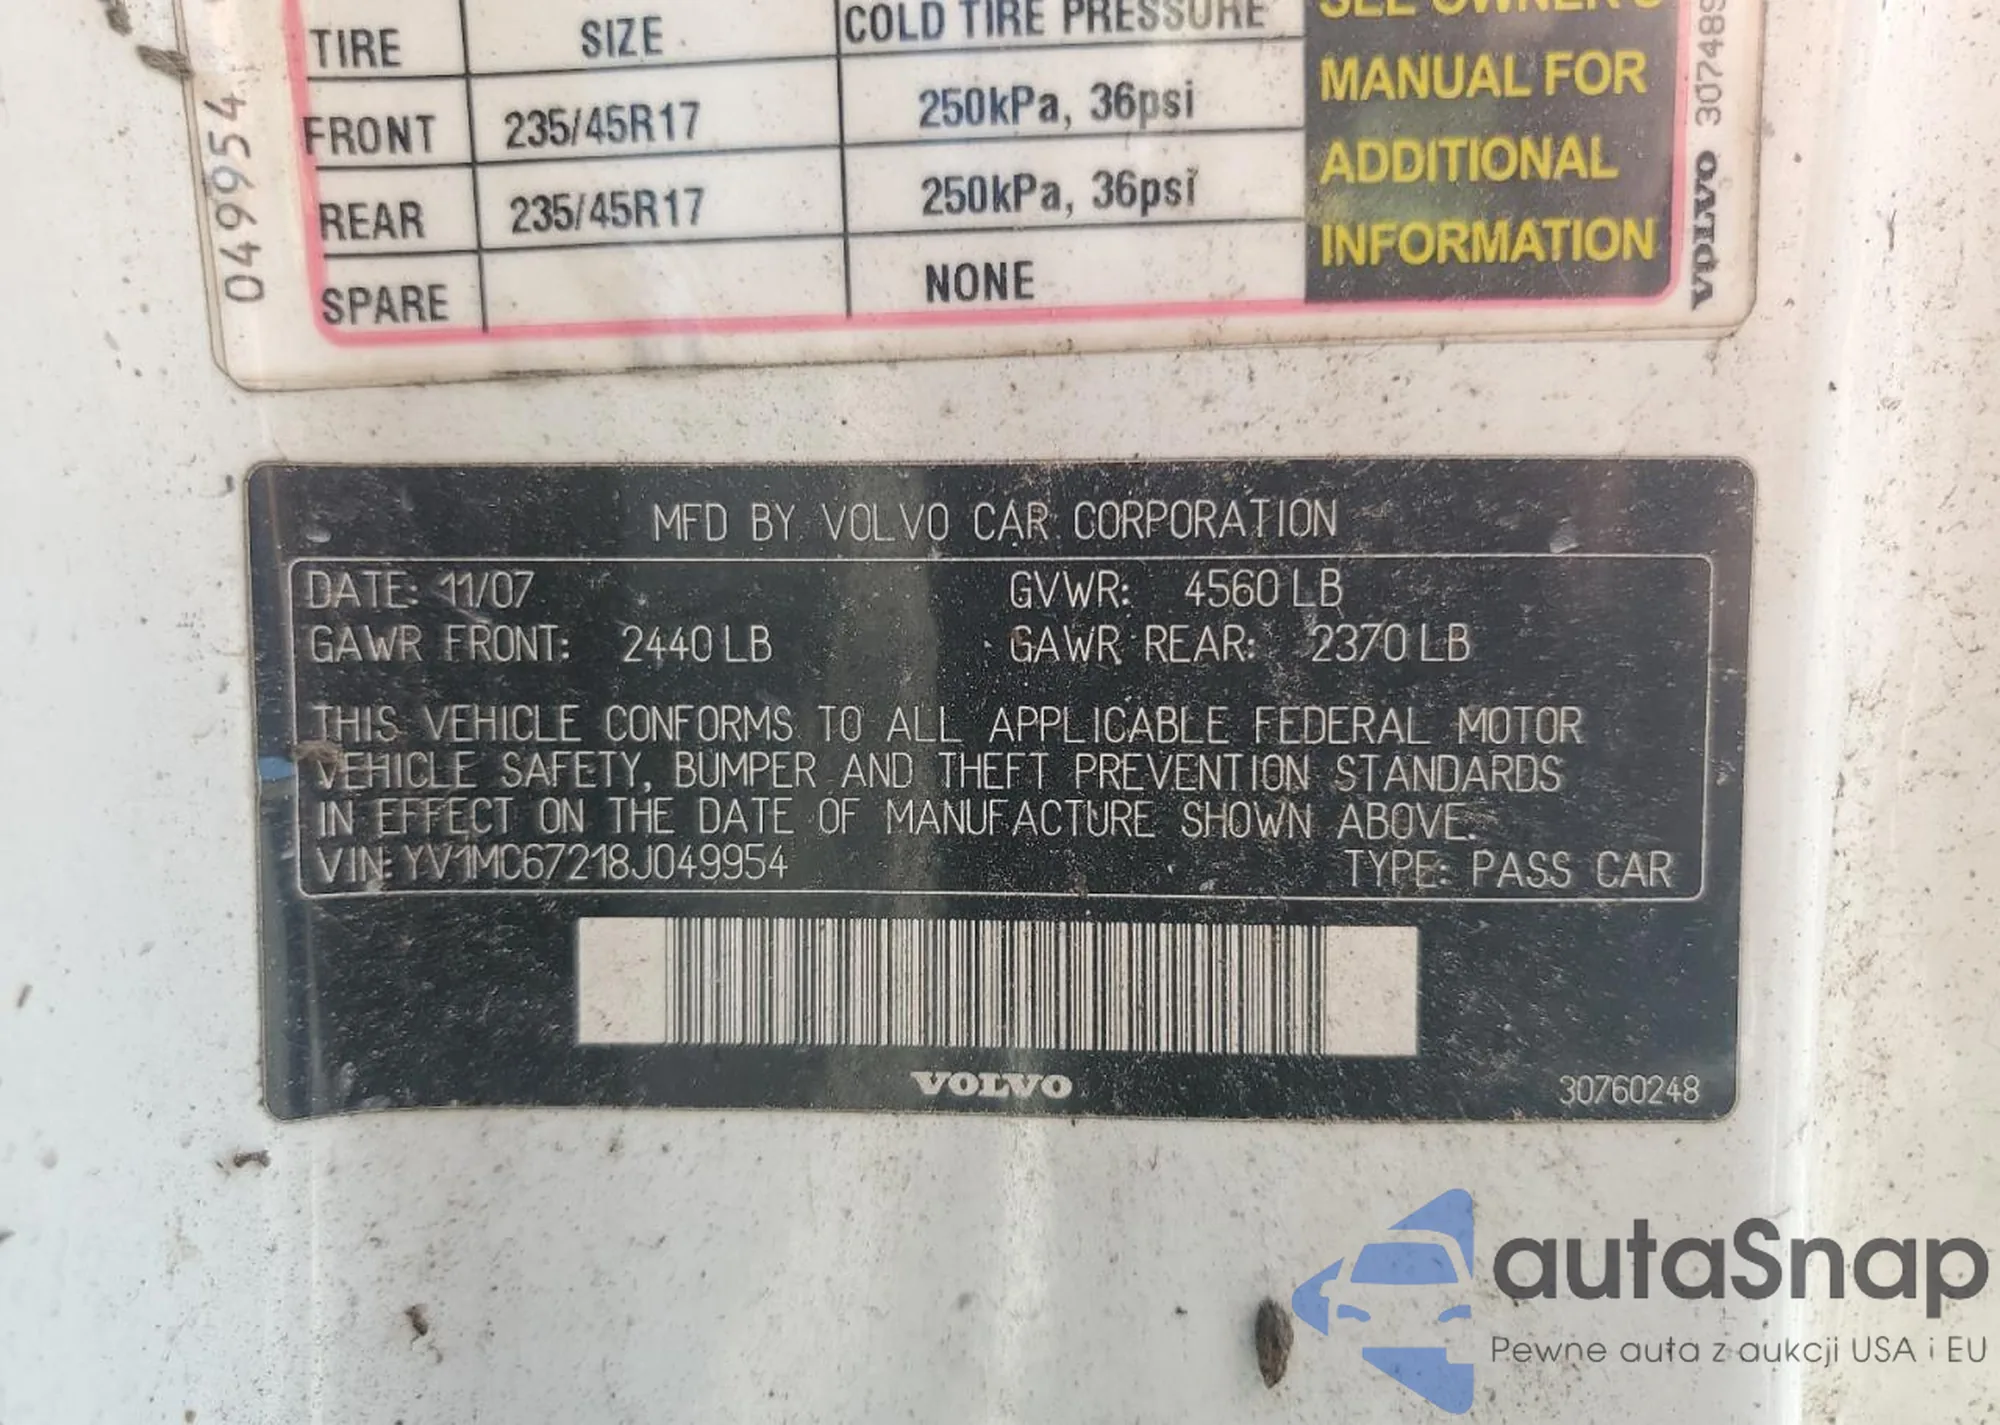 TIRE SIZE COLD TIRE PRESSURE
FRONT 235/45R17 250kPa, 36psi
REAR 235/45R17 250kPa, 36psi
SPARE NONE
SEE OWNER'S
MANUAL FOR
ADDITIONAL
INFORMATION
049954
VOLVO 307489
MFD BY VOLVO CAR CORPORATION
DATE: 11/07 GVWR: 4560 LB
GAWR FRONT: 2440 LB GAWR REAR: 2370 LB
THIS VEHICLE CONFORMS TO ALL APPLICABLE FEDERAL MOTOR
VEHICLE SAFETY, BUMPER AND THEFT PREVENTION STANDARDS
IN EFFECT ON THE DATE OF MANUFACTURE SHOWN ABOVE.
VIN: YV1MC67218J049954 TYPE: PASS CAR
VOLVO
30760248
autaSnap
Pewne auta z aukcji USA i EU